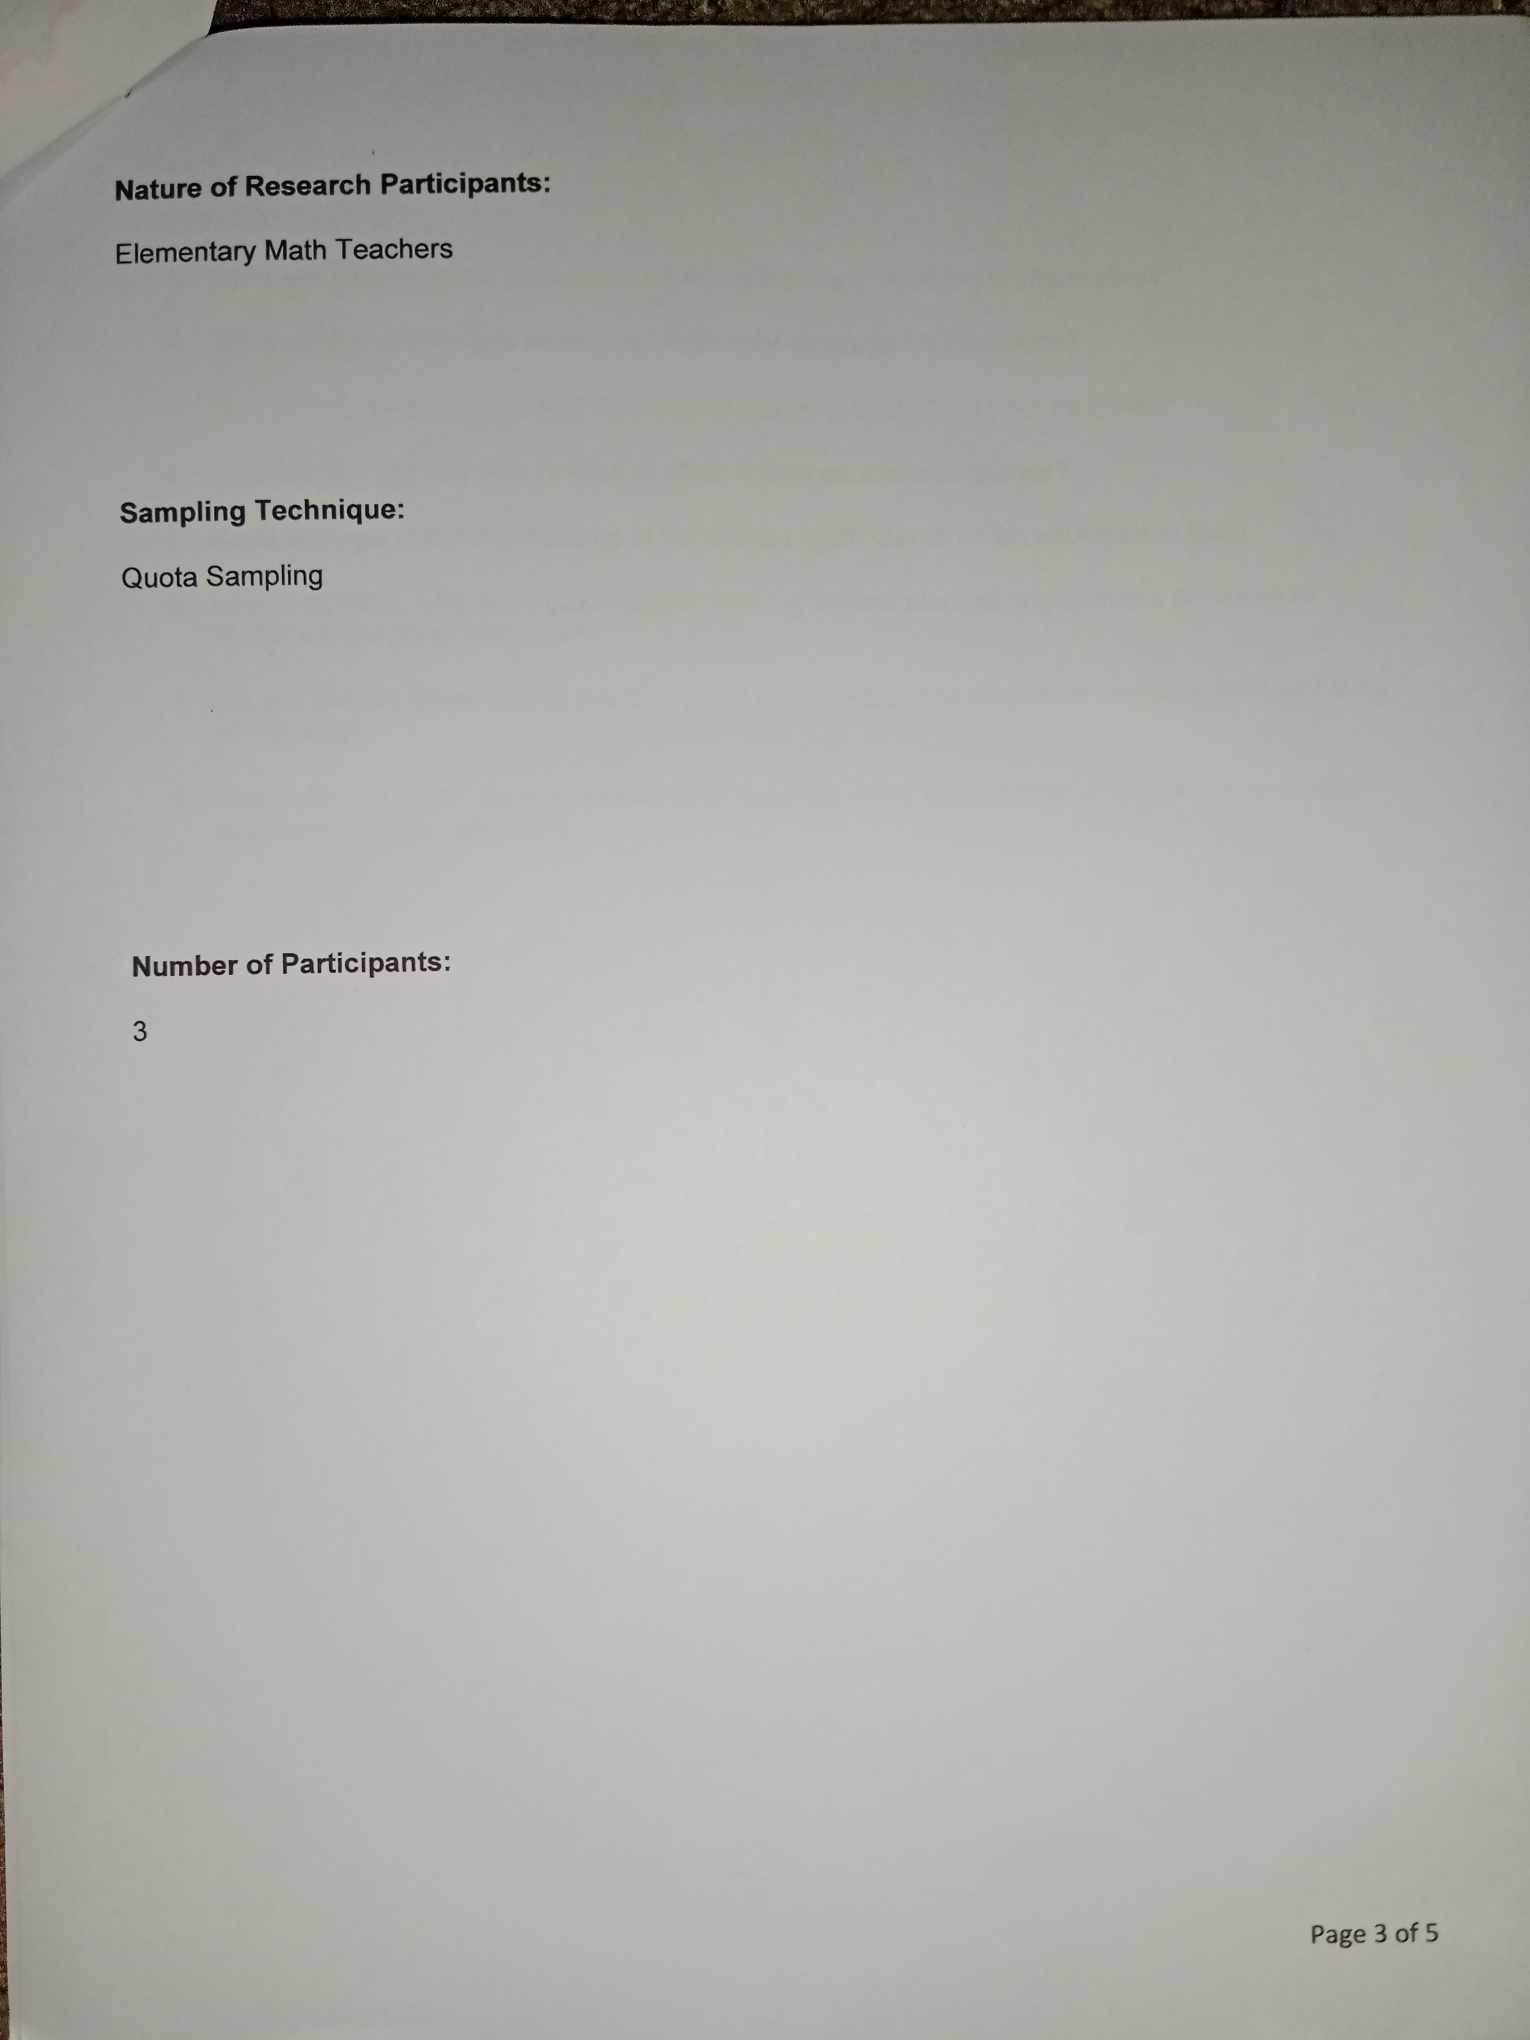 Nature of Research Participants:
Elementary Math Teachers
Sampling Technique:
Quota Sampling
Number of Participants:
3
Page 3 of 5